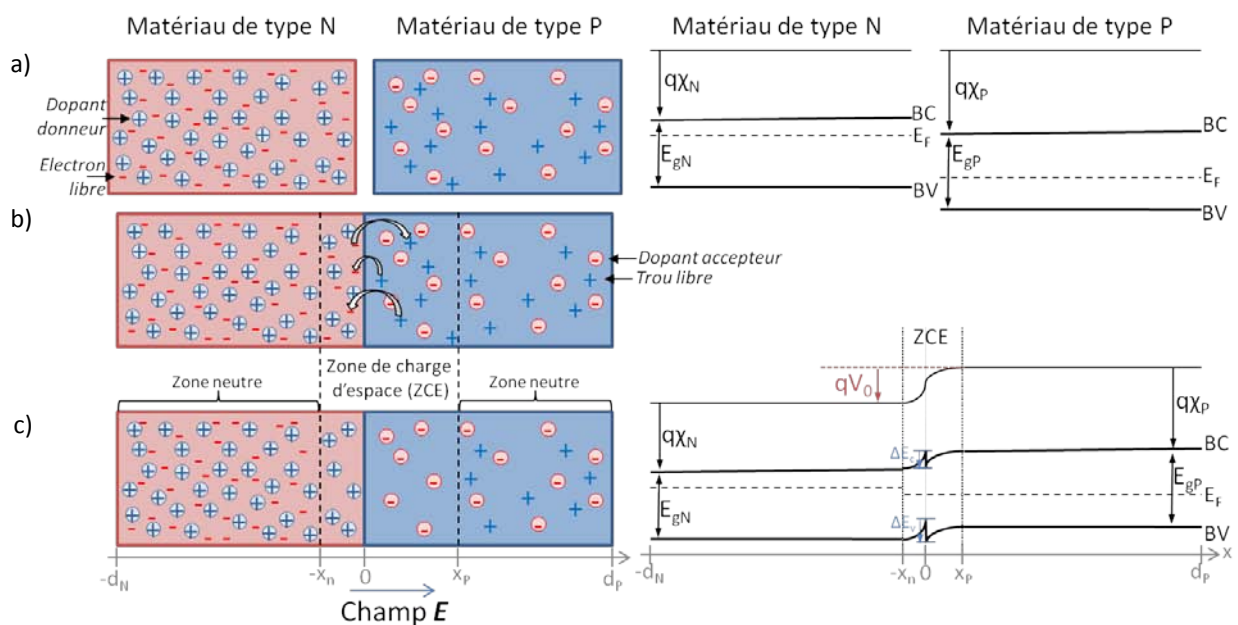 Matériau de type N
Matériau de type P
Matériau de type N
Matériau de type P
a)
Dopant
donneur
Electron
libre
qχN
BC
EF
EgN
BV
qχP
BC
EF
EgP
BV
b)
Dopant accepteur
Trou libre
Zone neutre
Zone de charge
d'espace (ZCE)
Zone neutre
c)
-dN
-xn
0
xP
dP
Champ E
ZCE
qV0
qχN
qχP
ΔEc
BC
EgN
EgP
EF
ΔEv
BV
x
-dN
-xn
0
xP
dP